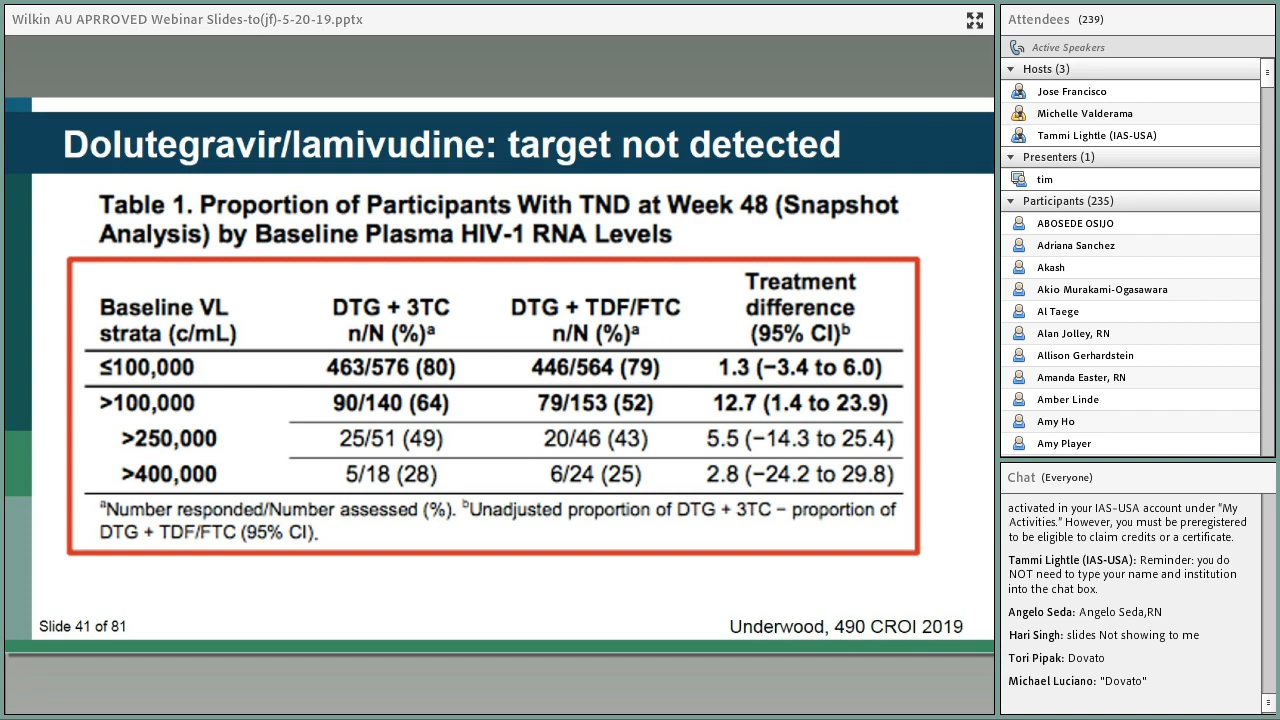 Wilkin AU APRROVED Webinar Slides-to(jf)-5-20-19.pptx
Dolutegravir/lamivudine: target not detected
Table 1. Proportion of Participants With TND at Week 48 (Snapshot
Analysis) by Baseline Plasma HIV-1 RNA Levels
Baseline VL strata (c/mL) DTG + 3TC n/N (%)ᵃ DTG + TDF/FTC n/N (%)ᵃ Treatment difference (95% CI)ᵇ
≤100,000 463/576 (80) 446/564 (79) 1.3 (−3.4 to 6.0)
>100,000 90/140 (64) 79/153 (52) 12.7 (1.4 to 23.9)
>250,000 25/51 (49) 20/46 (43) 5.5 (−14.3 to 25.4)
>400,000 5/18 (28) 6/24 (25) 2.8 (−24.2 to 29.8)
ᵃNumber responded/Number assessed (%). ᵇUnadjusted proportion of DTG + 3TC − proportion of
DTG + TDF/FTC (95% CI).
Slide 41 of 81
Underwood, 490 CROI 2019
Attendees (239)
Active Speakers
Hosts (3)
Jose Francisco
Michelle Valderama
Tammi Lightle (IAS-USA)
Presenters (1)
tim
Participants (235)
ABOSEDE OSIJO
Adriana Sanchez
Akash
Akio Murakami-Ogasawara
Al Taege
Alan Jolley, RN
Allison Gerhardstein
Amanda Easter, RN
Amber Linde
Amy Ho
Amy Player
Chat (Everyone)
activated in your IAS-USA account under "My
Activities." However, you must be preregistered
to be eligible to claim credits or a certificate.
Tammi Lightle (IAS-USA): Reminder: you do
NOT need to type your name and institution
into the chat box.
Angelo Seda: Angelo Seda,RN
Hari Singh: slides Not showing to me
Tori Pipak: Dovato
Michael Luciano: "Dovato"